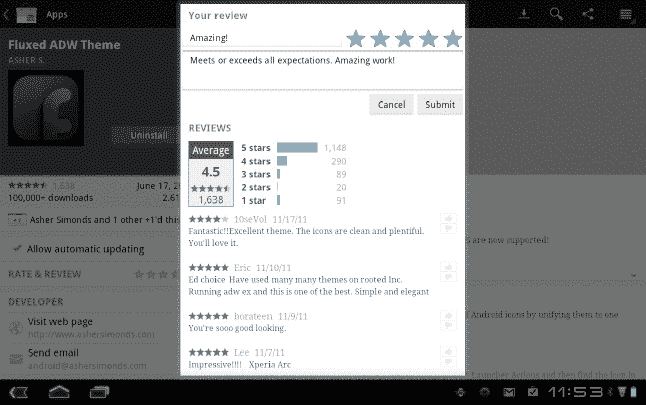 Apps
Fluxed ADW Theme
ASHER S.
Uninstall
1,638 June 17, 
100,000+ downloads 2.61
Asher Simonds and 1 other +1'd this
Allow automatic updating
RATE & REVIEW
DEVELOPER
Visit web page
http://www.ashersimonds.com
Send email
android@ashersimonds.com
Your review
Amazing!
Meets or exceeds all expectations. Amazing work!
Cancel Submit
REVIEWS
Average
4.5
1,638
5 stars 1,148
4 stars 290
3 stars 89
2 stars 20
1 star 91
10seVol 11/17/11
Fantastic!!Excellent theme. The icons are clean and plentiful.
You'll love it.
Eric 11/10/11
Ed choice Have used many many themes on rooted Inc.
Running adw ex and this is one of the best. Simple and elegant
borateen 11/9/11
You're sooo good looking.
Lee 11/7/11
Impressive!!!! Xperia Arc
s are now supported!
f Android icons by unifying them to one
Launcher Actions and then find the icon
11:53